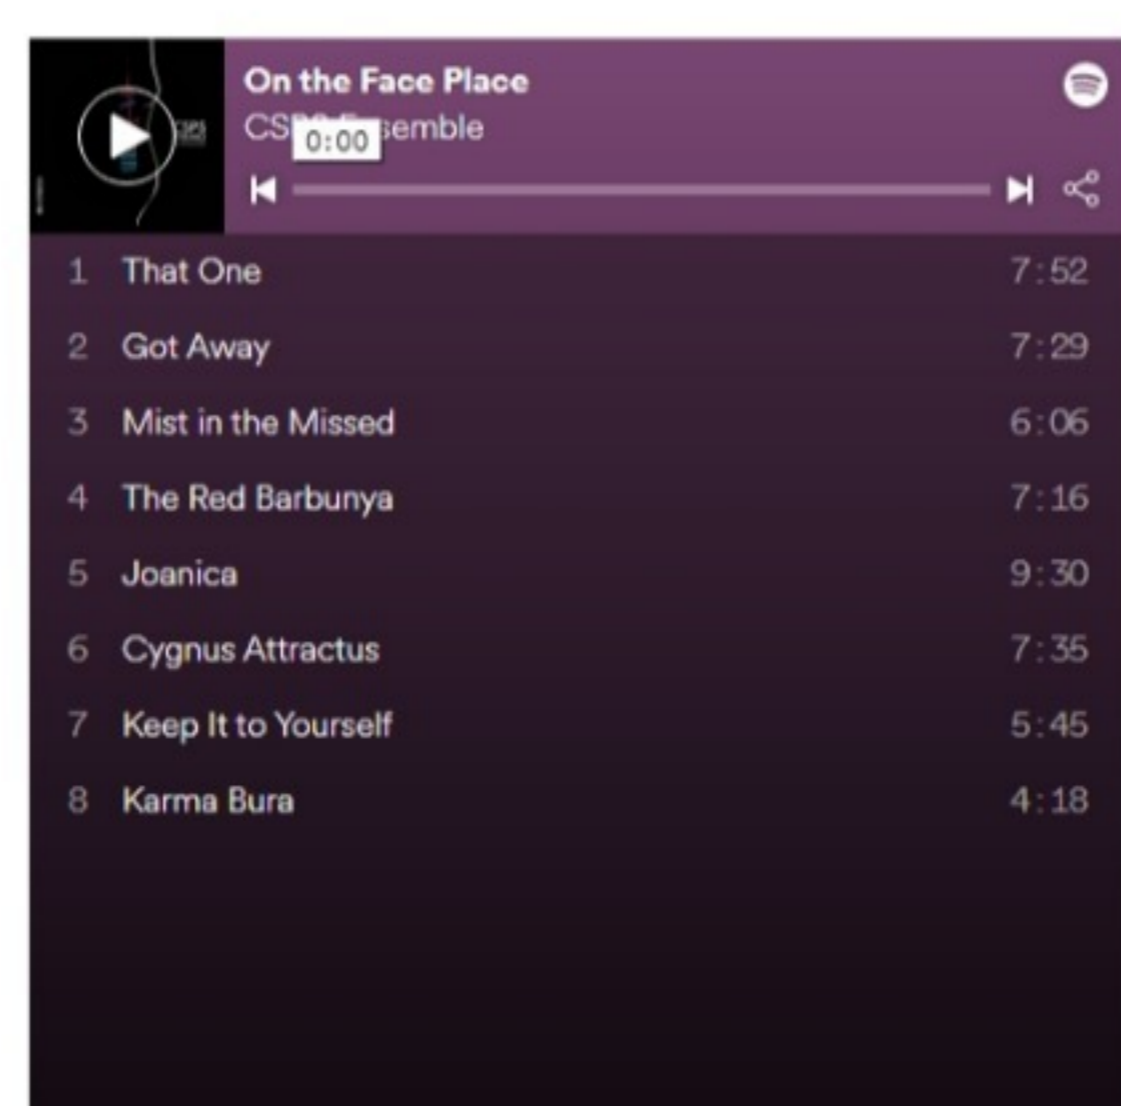 On the Face Place
semble
0:00
1 That One 7:52
2 Got Away 7:29
3 Mist in the Missed 6:06
4 The Red Barbunya 7:16
5 Joanica 9:30
6 Cygnus Attractus 7:35
7 Keep It to Yourself 5:45
8 Karma Bura 4:18